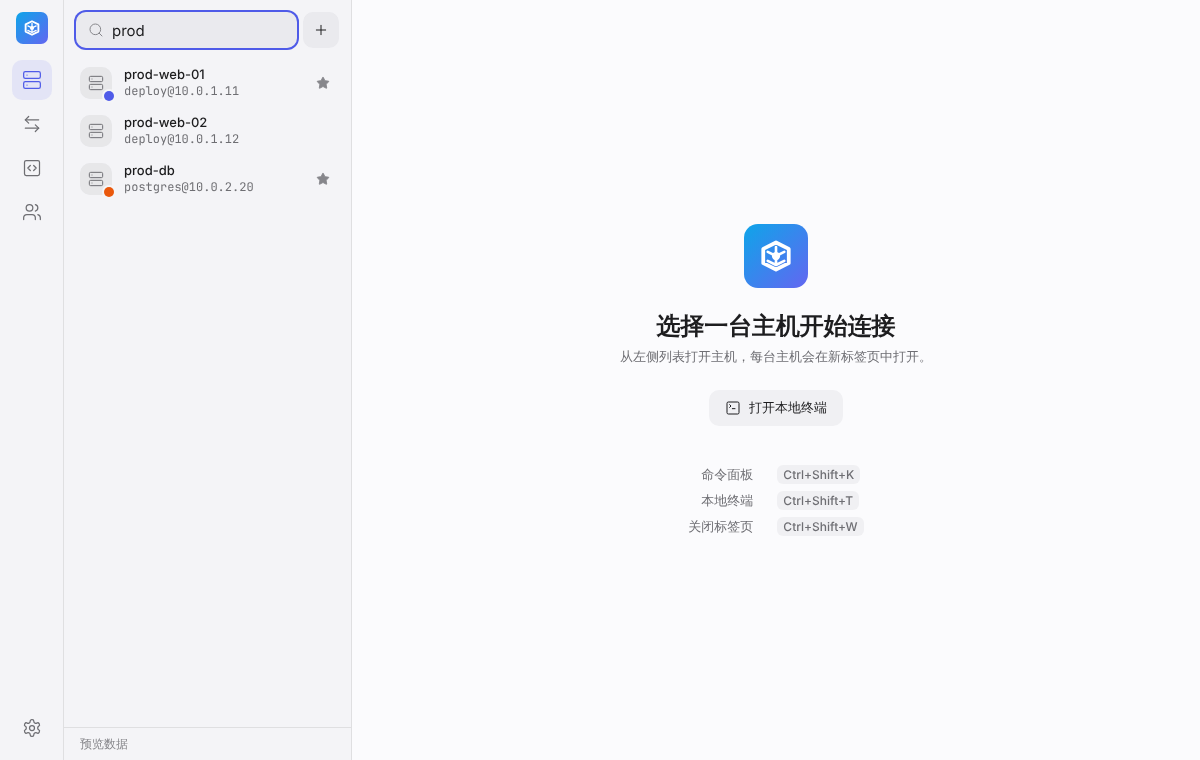 prod
prod-web-01
deploy@10.0.1.11
prod-web-02
deploy@10.0.1.12
prod-db
postgres@10.0.2.20
预览数据
选择一台主机开始连接
从左侧列表打开主机，每台主机会在新标签页中打开。
打开本地终端
命令面板 Ctrl+Shift+K
本地终端 Ctrl+Shift+T
关闭标签页 Ctrl+Shift+W